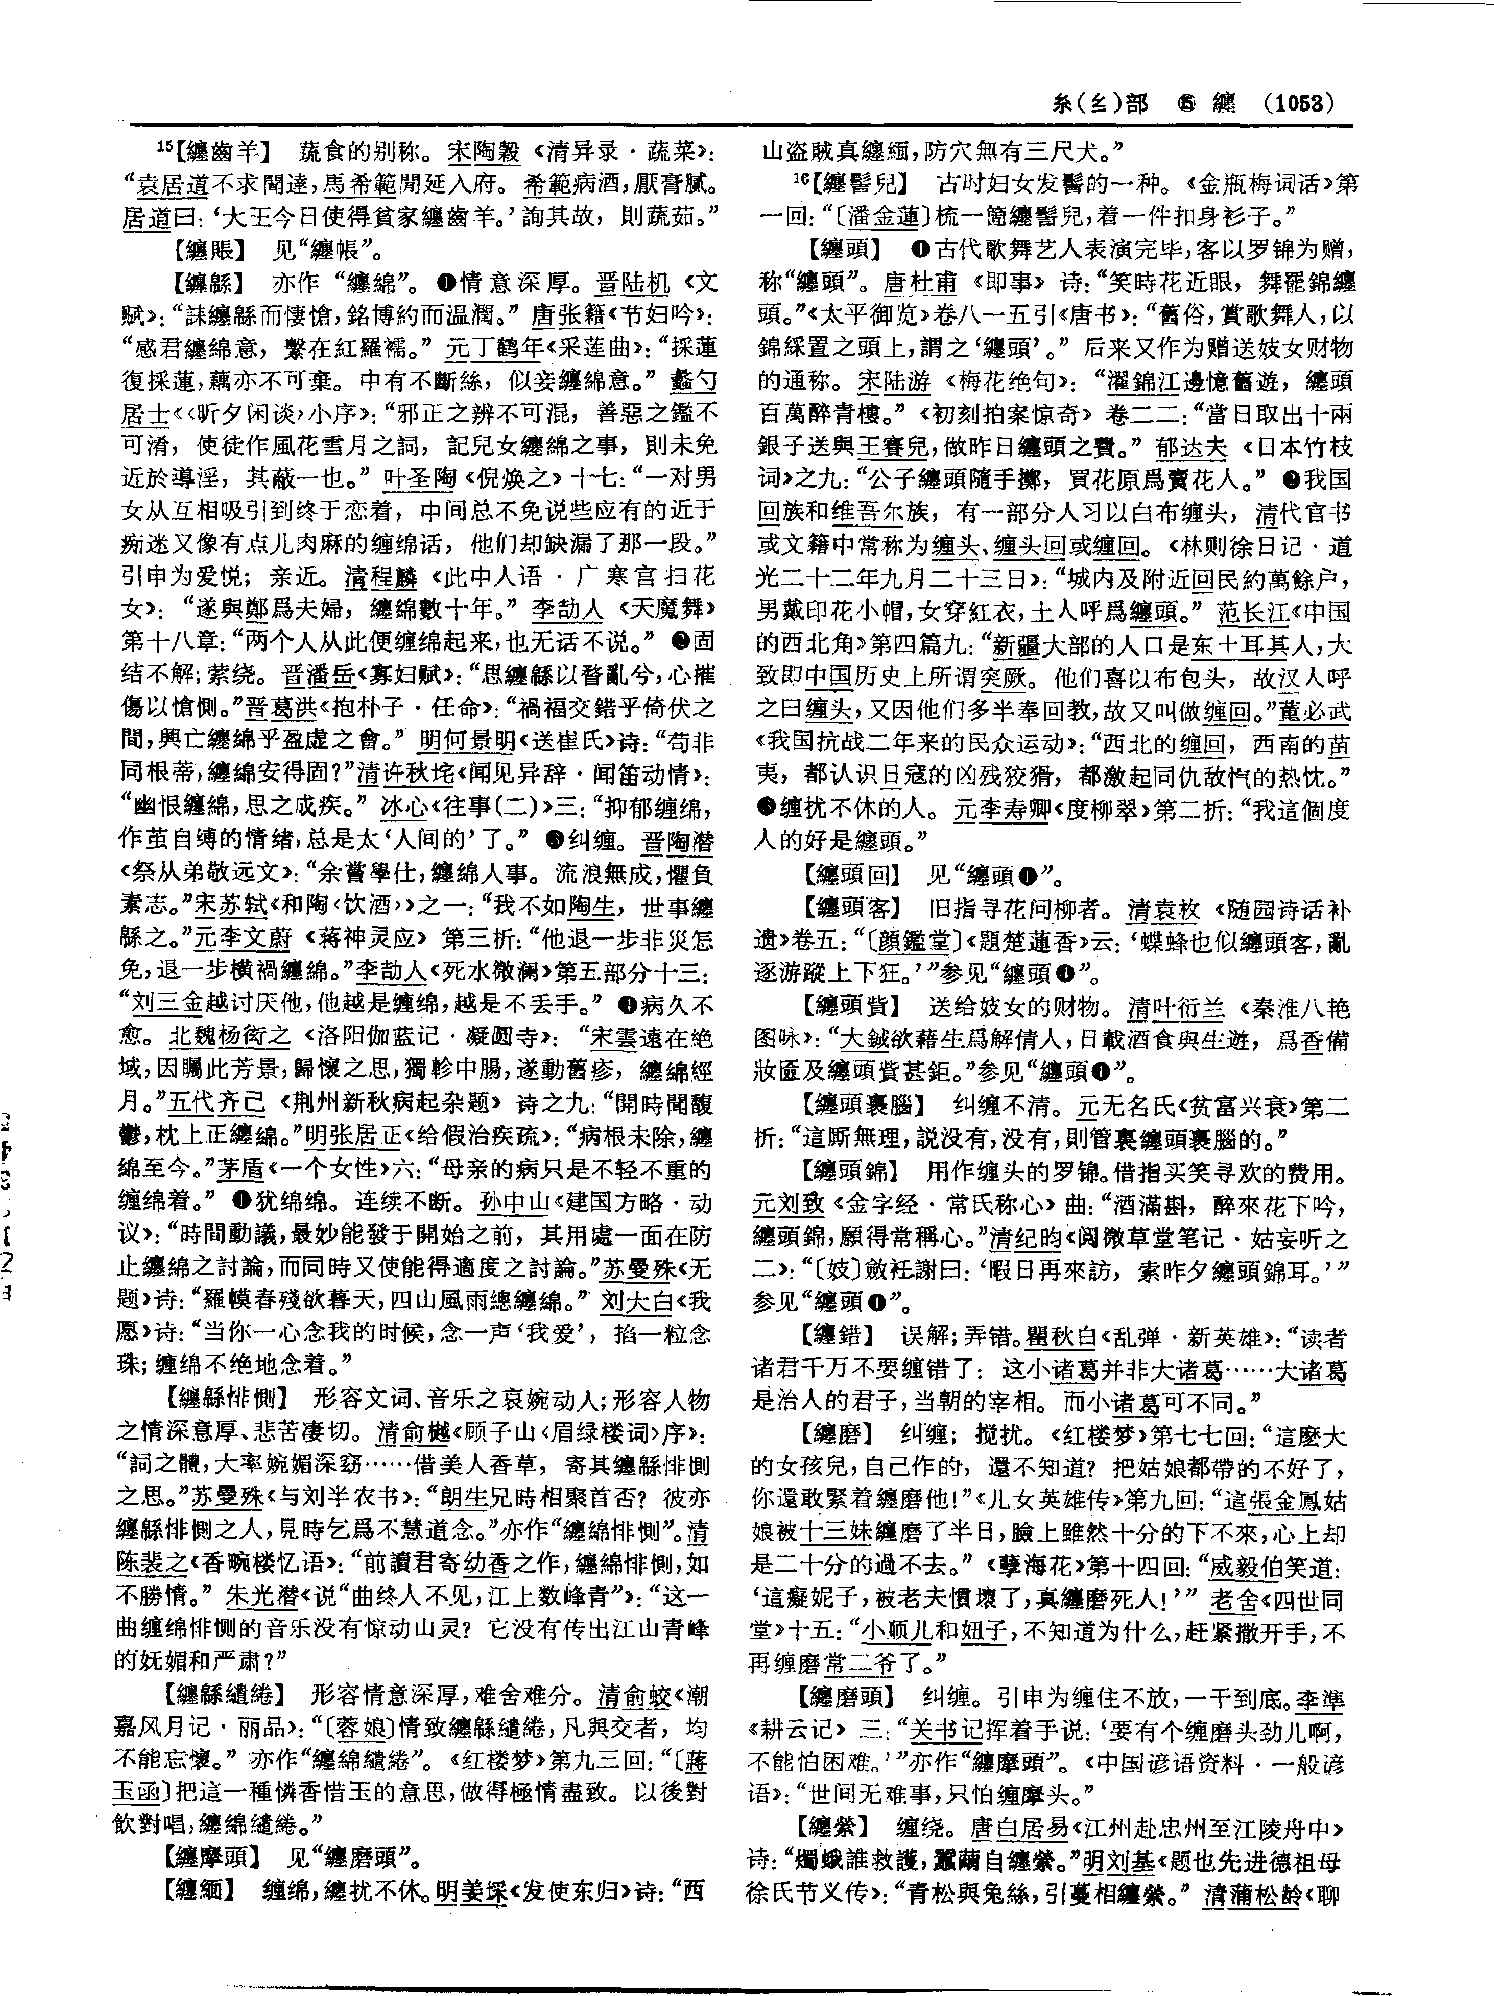 糸(纟)部 ⑮ 纏 (1053)
15【纏齒羊】 蔬食的别称。宋陶穀《清异录·蔬菜》：
“袁居道不求聞達，馬希範閒延入府。希範病酒，厭膏膩。
居道曰：‘大王今日使得貧家纏齒羊。’詢其故，則蔬茹。”
【纏賬】 见“纏帳”。
【纏緜】 亦作“纏綿”。❶情意深厚。晋陆机《文
赋》：“誄纏緜而悽愴，銘博約而温潤。”唐张籍《节妇吟》：
“感君纏綿意，繫在紅羅襦。”元丁鹤年《采莲曲》：“採蓮
復採蓮，藕亦不可棄。中有不斷絲，似妾纏綿意。”蠡勺
居士《〈昕夕闲谈〉小序》：“邪正之辨不可混，善惡之鑑不
可淆，使徒作風花雪月之詞，記兒女纏綿之事，則未免
近於導淫，其蔽一也。”叶圣陶《倪焕之》十七：“一对男
女从互相吸引到终于恋着，中间总不免说些应有的近于
痴迷又像有点儿肉麻的缠绵话，他们却缺漏了那一段。”
引申为爱悦；亲近。清程麟《此中人语·广寒宫扫花
女》：“遂與鄭爲夫婦，纏綿數十年。”李劼人《天魔舞》
第十八章：“两个人从此便缠绵起来，也无话不说。”❷固
结不解；萦绕。晋潘岳《寡妇赋》：“思纏緜以瞀亂兮，心摧
傷以愴惻。”晋葛洪《抱朴子·任命》：“禍福交錯乎倚伏之
間，興亡纏綿乎盈虚之會。”明何景明《送崔氏》诗：“苟非
同根蒂，纏綿安得固？”清许秋垞《闻见异辞·闻笛动情》：
“幽恨纏綿，思之成疾。”冰心《往事(二)》三：“抑郁缠绵，
作茧自缚的情绪，总是太‘人间的’了。”❸纠缠。晋陶潜
《祭从弟敬远文》：“余嘗學仕，纏綿人事。流浪無成，懼負
素志。”宋苏轼《和陶〈饮酒〉》之一：“我不如陶生，世事纏
緜之。”元李文蔚《蒋神灵应》第三折：“他退一步非災怎
免，退一步横禍纏綿。”李劼人《死水微澜》第五部分十三：
“刘三金越讨厌他，他越是缠绵，越是不丢手。”❹病久不
愈。北魏杨衒之《洛阳伽蓝记·凝圆寺》：“宋雲遠在絶
域，因矚此芳景，歸懷之思，獨軫中腸，遂動舊疹，纏綿經
月。”五代齐己《荆州新秋病起杂题》诗之九：“開時聞馥
鬱，枕上正纏綿。”明张居正《给假治疾疏》：“病根未除，纏
綿至今。”茅盾《一个女性》六：“母亲的病只是不轻不重的
缠绵着。”❺犹绵绵。连续不断。孙中山《建国方略·动
议》：“時間動議，最妙能發于開始之前，其用處一面在防
止纏綿之討論，而同時又使能得適度之討論。”苏曼殊《无
题》诗：“羅幙春殘欲暮天，四山風雨總纏綿。”刘大白《我
愿》诗：“当你一心念我的时候，念一声‘我爱’，掐一粒念
珠；缠绵不绝地念着。”
【纏緜悱惻】 形容文词、音乐之哀婉动人；形容人物
之情深意厚、悲苦凄切。清俞樾《顾子山〈眉绿楼词〉序》：
“詞之體，大率婉媚深窈……借美人香草，寄其纏緜悱惻
之思。”苏曼殊《与刘半农书》：“朗生兄時相聚首否？彼亦
纏緜悱惻之人，見時乞爲不慧道念。”亦作“纏綿悱惻”。清
陈裴之《香畹楼忆语》：“前讀君寄幼香之作，纏綿悱惻，如
不勝情。”朱光潜《说“曲终人不见，江上数峰青”》：“这一
曲缠绵悱恻的音乐没有惊动山灵？它没有传出江山青峰
的妩媚和严肃？”
【纏緜繾綣】 形容情意深厚，难舍难分。清俞蛟《潮
嘉风月记·丽品》：“〔蓉娘〕情致纏緜繾綣，凡與交者，均
不能忘懷。”亦作“纏綿繾綣”。《红楼梦》第九三回：“〔蔣
玉函〕把這一種憐香惜玉的意思，做得極情盡致。以後對
飲對唱，纏綿繾綣。”
【纏摩頭】 见“纏磨頭”。
【纏緬】 缠绵，缠扰不休。明姜埰《发使东归》诗：“西
山盗賊真纏緬，防穴無有三尺犬。”
16【纏髻兒】 古时妇女发髻的一种。《金瓶梅词话》第
一回：“〔潘金蓮〕梳一箇纏髻兒，着一件扣身衫子。”
【纏頭】 ❶古代歌舞艺人表演完毕，客以罗锦为赠，
称“缠頭”。唐杜甫《即事》诗：“笑時花近眼，舞罷錦纏
頭。”《太平御览》卷八一五引《唐书》：“舊俗，賞歌舞人，以
錦綵置之頭上，謂之‘纏頭’。”后来又作为赠送妓女财物
的通称。宋陆游《梅花绝句》：“濯錦江邊憶舊遊，纏頭
百萬醉青樓。”《初刻拍案惊奇》卷二二：“當日取出十兩
銀子送與王賽兒，做昨日纏頭之費。”郁达夫《日本竹枝
词》之九：“公子纏頭隨手擲，買花原爲賣花人。”❷我国
回族和维吾尔族，有一部分人习以白布缠头，清代官书
或文籍中常称为缠头、缠头回或缠回。《林则徐日记·道
光二十二年九月二十三日》：“城内及附近回民約萬餘户，
男戴印花小帽，女穿紅衣，土人呼爲纏頭。”范长江《中国
的西北角》第四篇九：“新疆大部的人口是东土耳其人，大
致即中国历史上所谓突厥。他们喜以布包头，故汉人呼
之曰缠头，又因他们多半奉回教，故又叫做缠回。”董必武
《我国抗战二年来的民众运动》：“西北的缠回，西南的苗
夷，都认识日寇的凶残狡猾，都激起同仇敌忾的热忱。”
❸缠扰不休的人。元李寿卿《度柳翠》第二折：“我這個度
人的好是纏頭。”
【纏頭回】 见“纏頭❶”。
【纏頭客】 旧指寻花问柳者。清袁枚《随园诗话补
遗》卷五：“〔顔鑑堂〕《題楚蓮香》云：‘蝶蜂也似纏頭客，亂
逐游蹤上下狂。’”参见“纏頭❶”。
【纏頭貲】 送给妓女的财物。清叶衍兰《秦淮八艳
图咏》：“大鋮欲藉生爲解倩人，日載酒食與生遊，爲香備
妝匳及纏頭貲甚鉅。”参见“纏頭❶”。
【纏頭裹腦】 纠缠不清。元无名氏《贫富兴衰》第二
折：“這厮無理，説没有，没有，則管裏纏頭裹腦的。”
【纏頭錦】 用作缠头的罗锦。借指买笑寻欢的费用。
元刘致《金字经·常氏称心》曲：“酒滿斟，醉來花下吟，
纏頭錦，願得常稱心。”清纪昀《阅微草堂笔记·姑妄听之
二》：“〔妓〕斂衽謝曰：‘暇日再來訪，索昨夕纏頭錦耳。’”
参见“纏頭❶”。
【纏錯】 误解；弄错。瞿秋白《乱弹·新英雄》：“读者
诸君千万不要缠错了：这小诸葛并非大诸葛……大诸葛
是治人的君子，当朝的宰相。而小诸葛可不同。”
【纏磨】 纠缠；搅扰。《红楼梦》第七七回：“這麽大
的女孩兒，自己作的，還不知道？把姑娘都帶的不好了，
你還敢緊着纏磨他！”《儿女英雄传》第九回：“這張金鳳姑
娘被十三妹纏磨了半日，臉上雖然十分的下不來，心上却
是二十分的過不去。”《孽海花》第十四回：“威毅伯笑道：
‘這癡妮子，被老夫慣壞了，真纏磨死人！’”老舍《四世同
堂》十五：“小顺儿和妞子，不知道为什么，赶紧撒开手，不
再缠磨常二爷了。”
【纏磨頭】 纠缠。引申为缠住不放，一干到底。李準
《耕云记》三：“关书记挥着手说：‘要有个缠磨头劲儿啊，
不能怕困难。’”亦作“纏摩頭”。《中国谚语资料·一般谚
语》：“世间无难事，只怕缠摩头。”
【纏縈】 缠绕。唐白居易《江州赴忠州至江陵舟中》
诗：“燭蛾誰救護，蠶繭自纏縈。”明刘基《题也先进德祖母
徐氏节义传》：“青松與兔絲，引蔓相纏縈。”清蒲松龄《聊